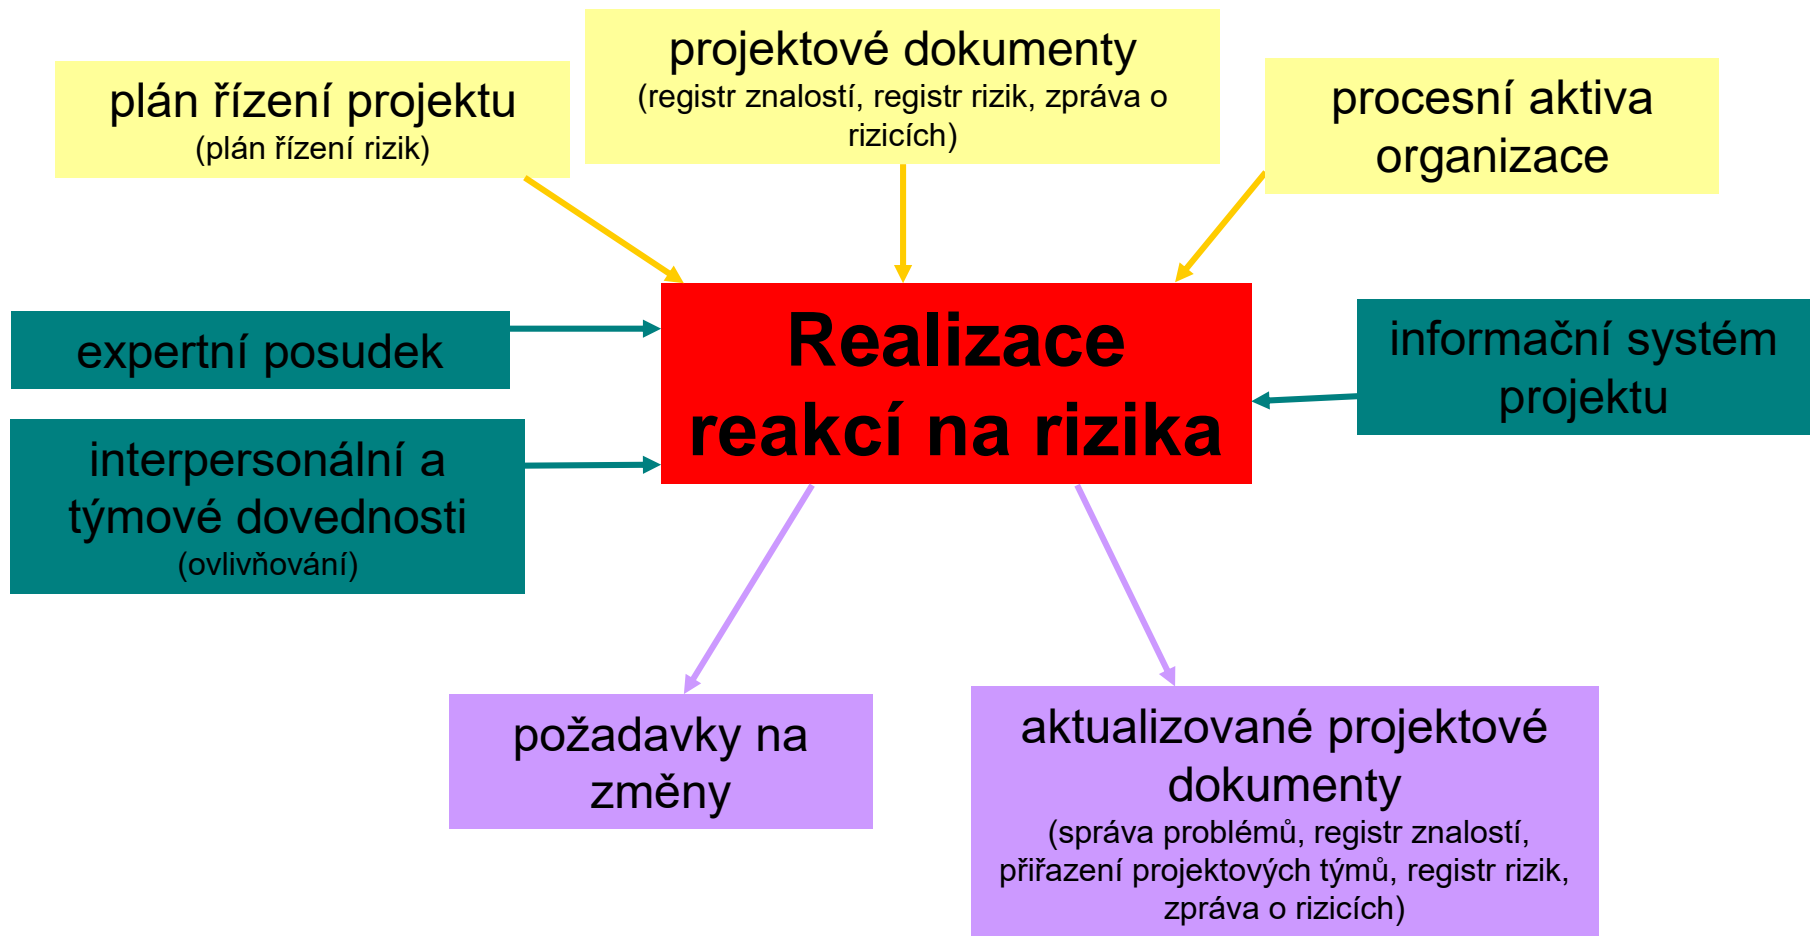 plán řízení projektu
(plán řízení rizik)
projektové dokumenty
(registr znalostí, registr rizik, zpráva o
rizicích)
procesní aktiva
organizace
expertní posudek
interpersonální a
týmové dovednosti
(ovlivňování)
Realizace
reakcí na rizika
informační systém
projektu
požadavky na
změny
aktualizované projektové
dokumenty
(správa problémů, registr znalostí,
přiřazení projektových týmů, registr rizik,
zpráva o rizicích)